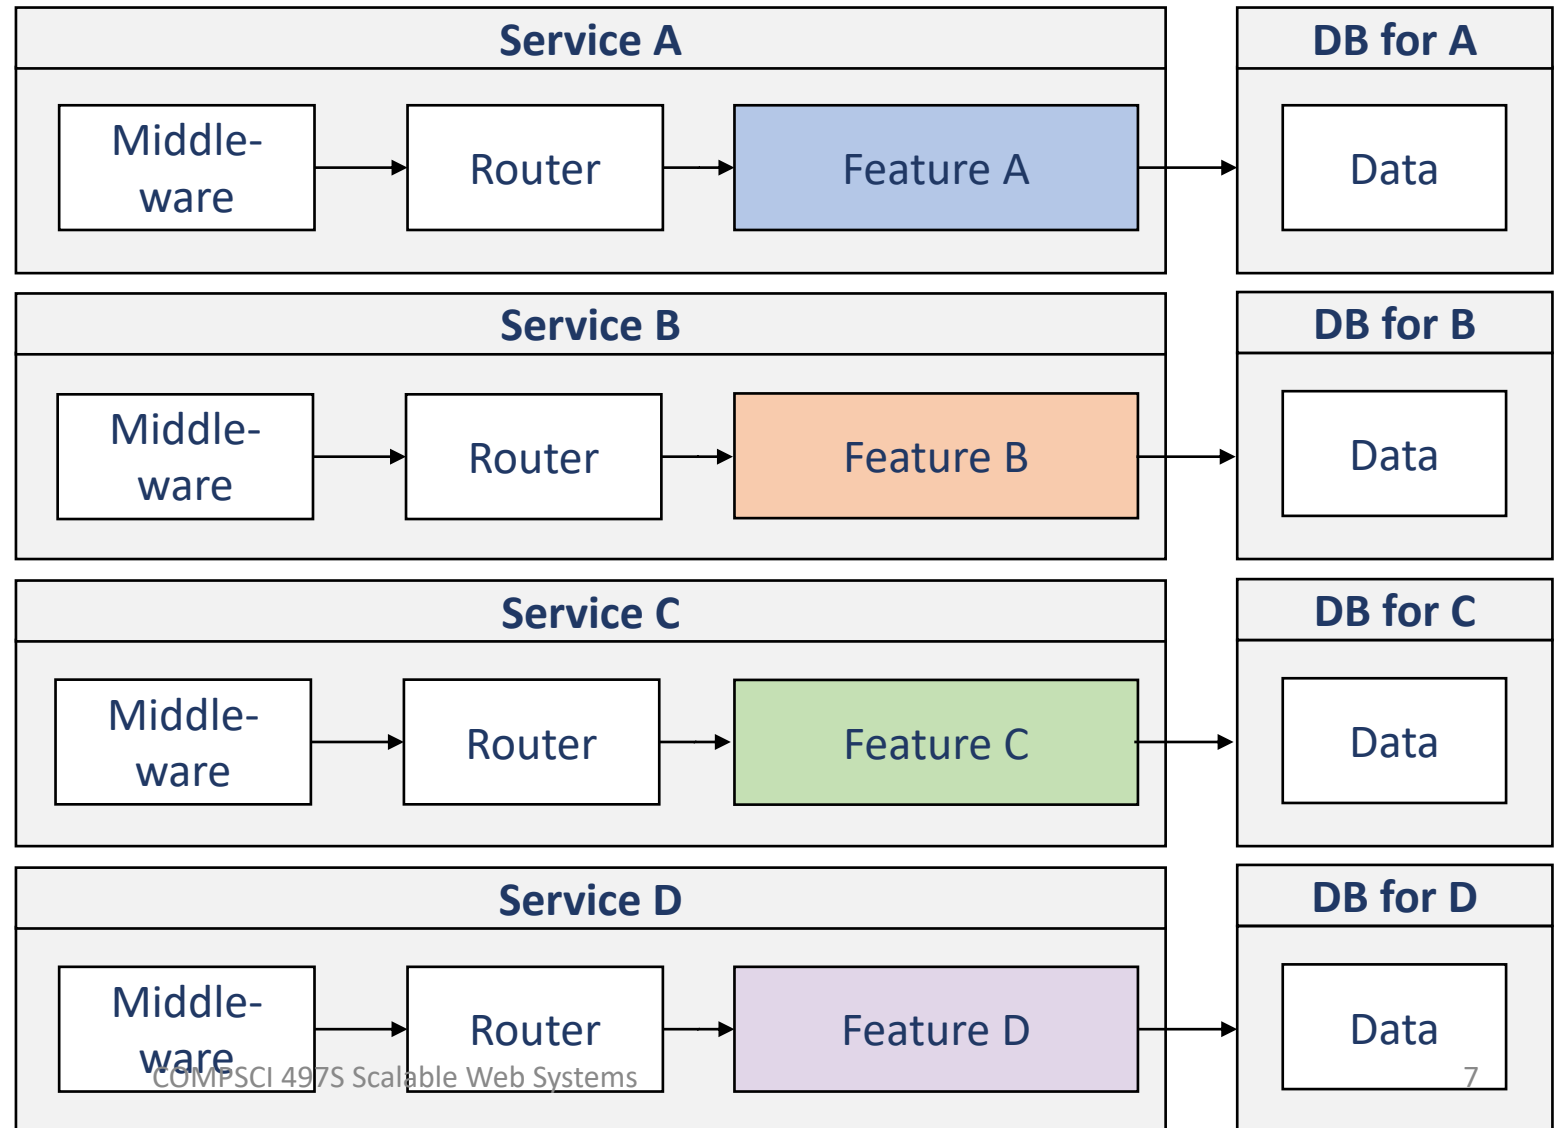 Service A
DB for A
Middle-
ware
Router
Feature A
Data
Service B
DB for B
Middle-
ware
Router
Feature B
Data
Service C
DB for C
Middle-
ware
Router
Feature C
Data
Service D
DB for D
Middle-
ware
Router
Feature D
Data
COMPSCI 497S Scalable Web Systems
7